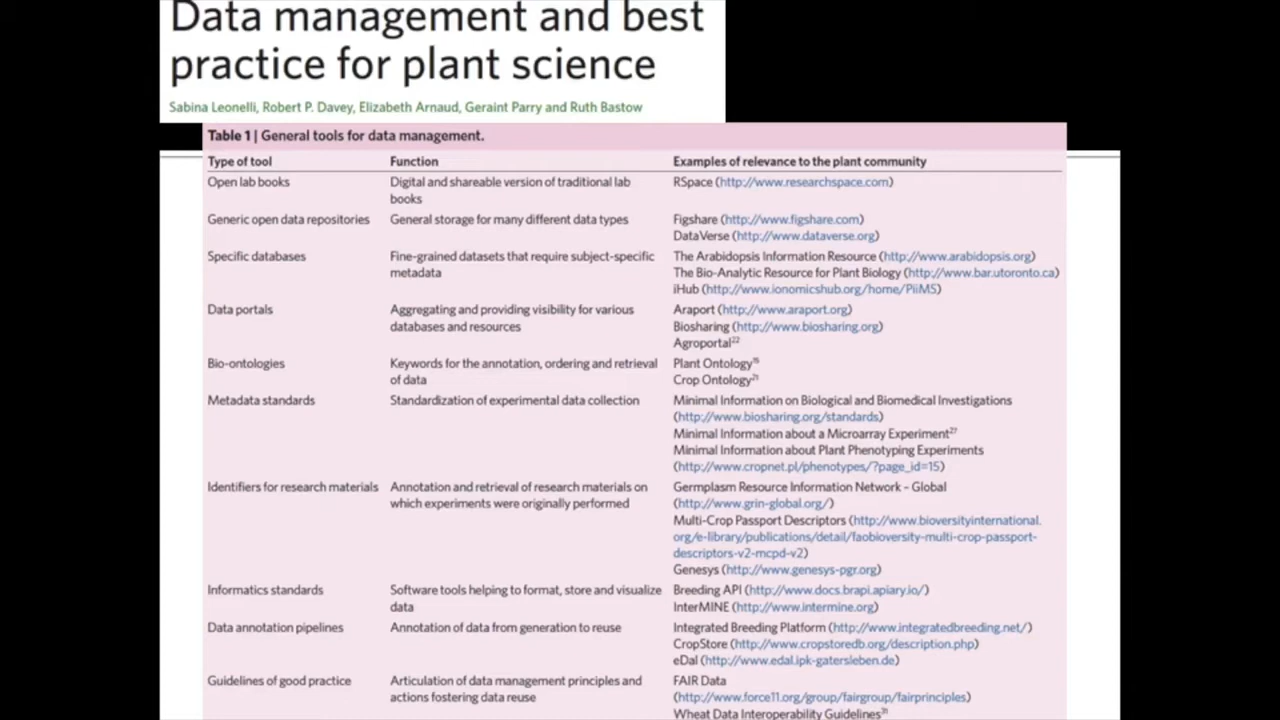 Data management and best
practice for plant science
Sabina Leonelli, Robert P. Davey, Elizabeth Arnaud, Geraint Parry and Ruth Bastow
Table 1 | General tools for data management.
Type of tool Function Examples of relevance to the plant community
Open lab books Digital and shareable version of traditional lab RSpace (http://www.researchspace.com)
books
Generic open data repositories General storage for many different data types Figshare (http://www.figshare.com)
DataVerse (http://www.dataverse.org)
Specific databases Fine-grained datasets that require subject-specific The Arabidopsis Information Resource (http://www.arabidopsis.org)
metadata The Bio-Analytic Resource for Plant Biology (http://www.bar.utoronto.ca)
iHub (http://www.ionomicshub.org/home/PiiMS)
Data portals Aggregating and providing visibility for various Araport (http://www.araport.org)
databases and resources Biosharing (http://www.biosharing.org)
Agroportal²²
Bio-ontologies Keywords for the annotation, ordering and retrieval Plant Ontology
of data Crop Ontology²¹
Metadata standards Standardization of experimental data collection Minimal Information on Biological and Biomedical Investigations
(http://www.biosharing.org/standards)
Minimal Information about a Microarray Experiment²⁷
Minimal Information about Plant Phenotyping Experiments
(http://www.cropnet.pl/phenotypes/?page_id=15)
Identifiers for research materials Annotation and retrieval of research materials on Germplasm Resource Information Network – Global
which experiments were originally performed (http://www.grin-global.org/)
Multi-Crop Passport Descriptors (http://www.bioversityinternational.
org/e-library/publications/detail/faobioversity-multi-crop-passport-
descriptors-v2-mcpd-v2)
Genesys (http://www.genesys-pgr.org)
Informatics standards Software tools helping to format, store and visualize Breeding API (http://www.docs.brapi.apiary.io/)
data InterMINE (http://www.intermine.org)
Data annotation pipelines Annotation of data from generation to reuse Integrated Breeding Platform (http://www.integratedbreeding.net/)
CropStore (http://www.cropstoredb.org/description.php)
eDal (http://www.edal.ipk-gatersleben.de)
Guidelines of good practice Articulation of data management principles and FAIR Data
actions fostering data reuse (http://www.force11.org/group/fairgroup/fairprinciples)
Wheat Data Interoperability Guidelines